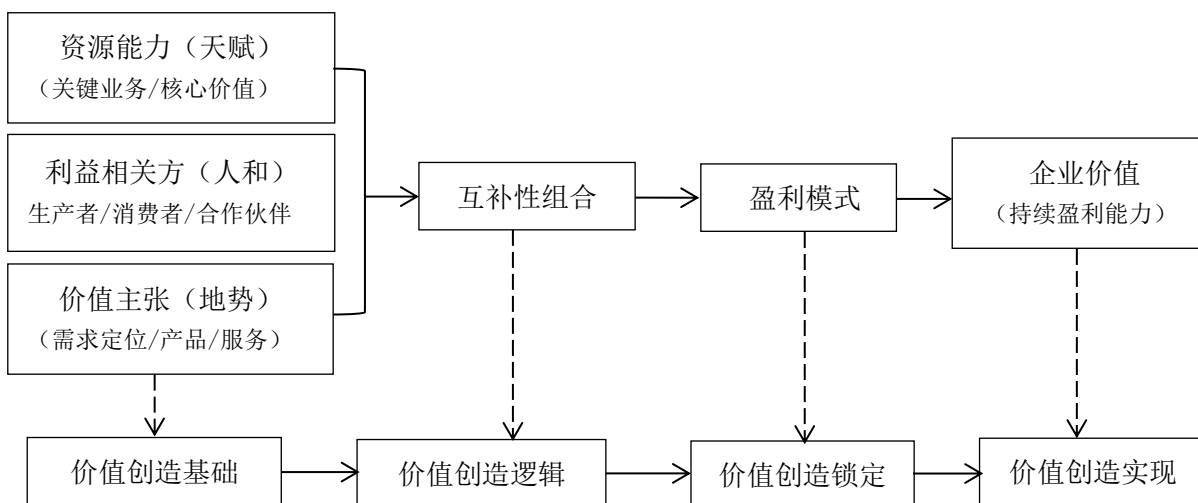 资源能力（天赋）
（关键业务/核心价值）
利益相关方（人和）
生产者/消费者/合作伙伴
价值主张（地势）
（需求定位/产品/服务）
互补性组合
盈利模式
企业价值
（持续盈利能力）
价值创造基础
价值创造逻辑
价值创造锁定
价值创造实现